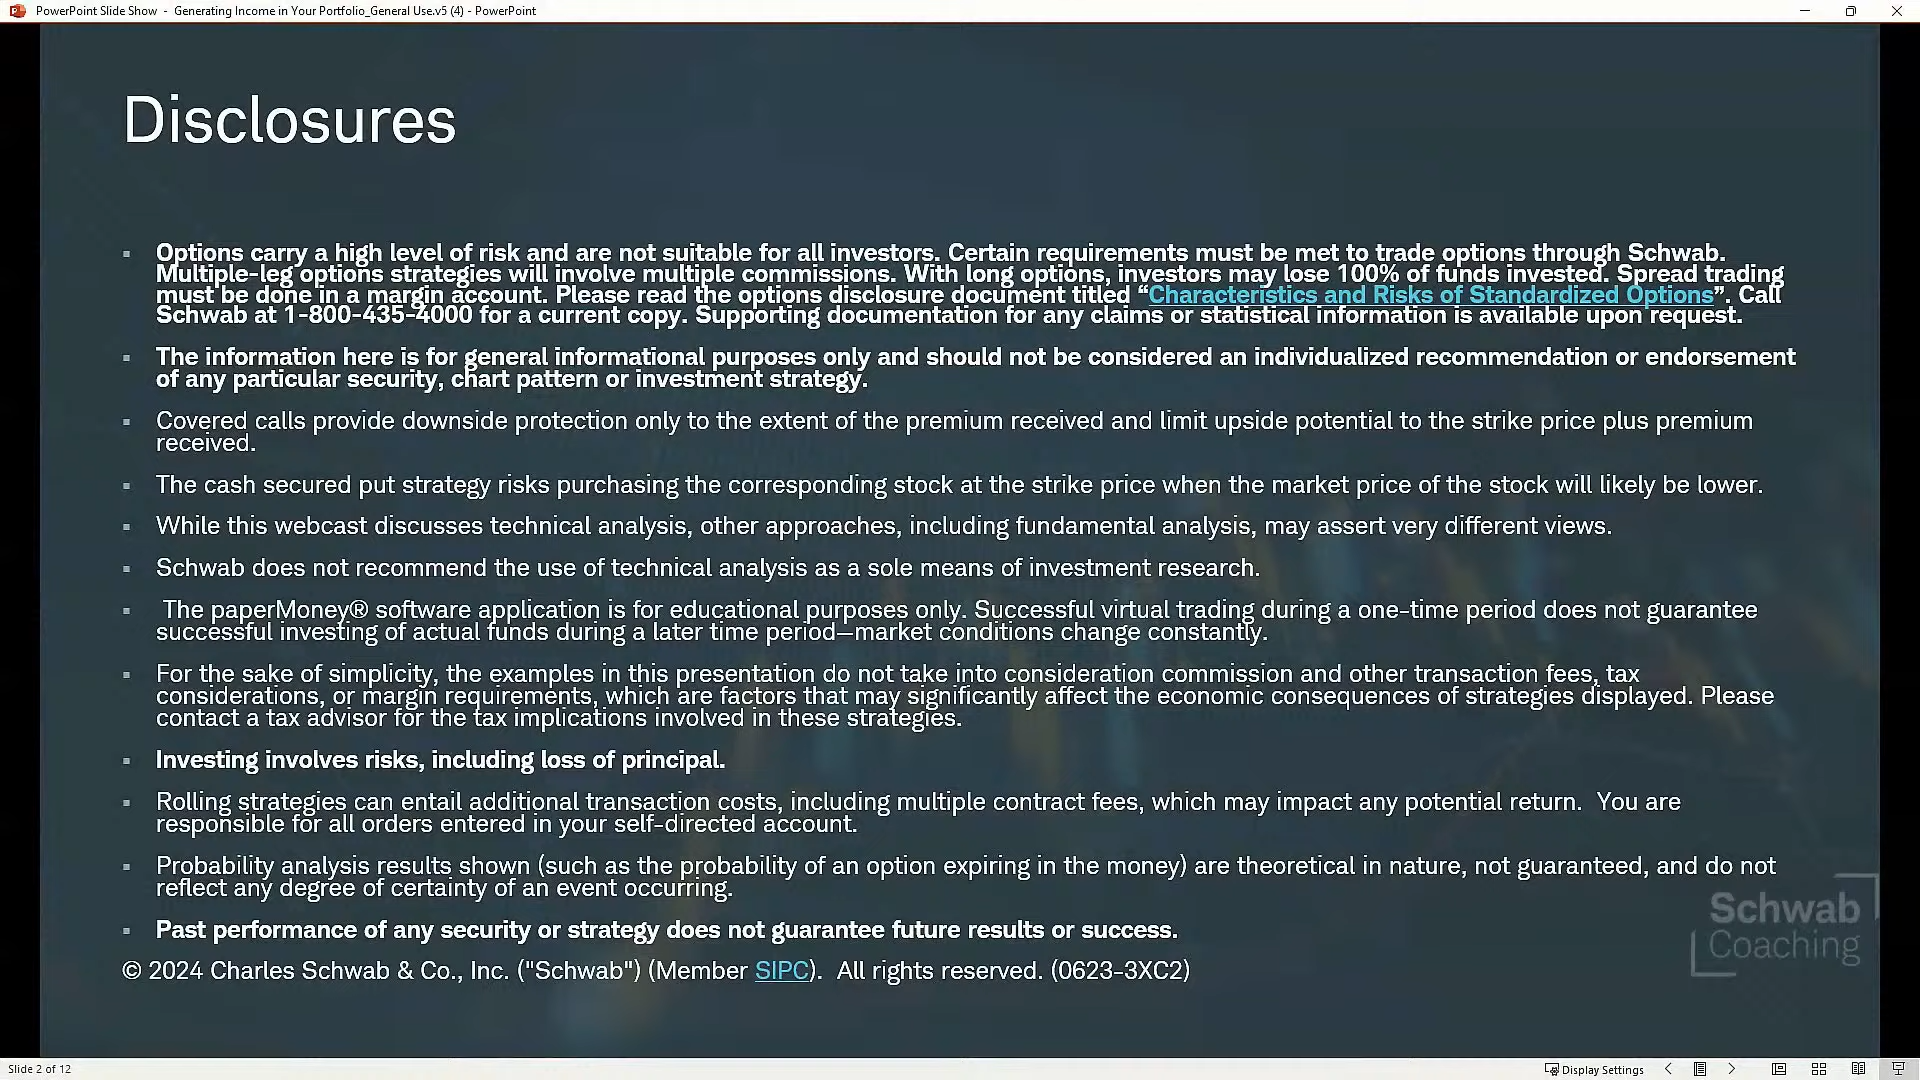 PowerPoint Slide Show - Generating Income in Your Portfolio_General Use.v5 (4) - PowerPoint
Disclosures
▪ Options carry a high level of risk and are not suitable for all investors. Certain requirements must be met to trade options through Schwab.
Multiple-leg options strategies will involve multiple commissions. With long options, investors may lose 100% of funds invested. Spread trading
must be done in a margin account. Please read the options disclosure document titled “Characteristics and Risks of Standardized Options”. Call
Schwab at 1-800-435-4000 for a current copy. Supporting documentation for any claims or statistical information is available upon request.
▪ The information here is for general informational purposes only and should not be considered an individualized recommendation or endorsement
of any particular security, chart pattern or investment strategy.
▪ Covered calls provide downside protection only to the extent of the premium received and limit upside potential to the strike price plus premium
received.
▪ The cash secured put strategy risks purchasing the corresponding stock at the strike price when the market price of the stock will likely be lower.
▪ While this webcast discusses technical analysis, other approaches, including fundamental analysis, may assert very different views.
▪ Schwab does not recommend the use of technical analysis as a sole means of investment research.
▪ The paperMoney® software application is for educational purposes only. Successful virtual trading during a one-time period does not guarantee
successful investing of actual funds during a later time period—market conditions change constantly.
▪ For the sake of simplicity, the examples in this presentation do not take into consideration commission and other transaction fees, tax
considerations, or margin requirements, which are factors that may significantly affect the economic consequences of strategies displayed. Please
contact a tax advisor for the tax implications involved in these strategies.
▪ Investing involves risks, including loss of principal.
▪ Rolling strategies can entail additional transaction costs, including multiple contract fees, which may impact any potential return. You are
responsible for all orders entered in your self-directed account.
▪ Probability analysis results shown (such as the probability of an option expiring in the money) are theoretical in nature, not guaranteed, and do not
reflect any degree of certainty of an event occurring.
▪ Past performance of any security or strategy does not guarantee future results or success.
© 2024 Charles Schwab & Co., Inc. ("Schwab") (Member SIPC). All rights reserved. (0623-3XC2)
Schwab
Coaching
Slide 2 of 12
Display Settings